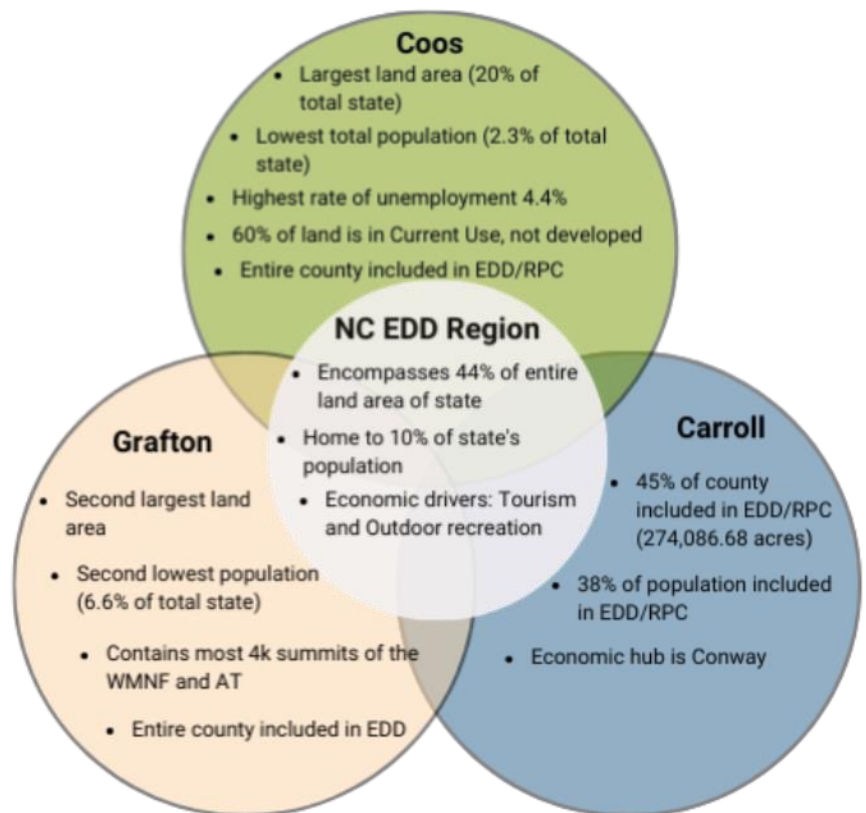 Coos
• Largest land area (20% of
total state)
• Lowest total population (2.3% of total
state)
• Highest rate of unemployment 4.4%
• 60% of land is in Current Use, not developed
• Entire county included in EDD/RPC
NC EDD Region
• Encompasses 44% of entire
land area of state
• Home to 10% of state's
population
• Economic drivers: Tourism
and Outdoor recreation
Grafton
• Second largest land
area
• Second lowest population
(6.6% of total state)
• Contains most 4k summits of the
WMNF and AT
• Entire county included in EDD
Carroll
• 45% of county
included in EDD/RPC
(274,086.68 acres)
• 38% of population included
in EDD/RPC
• Economic hub is Conway